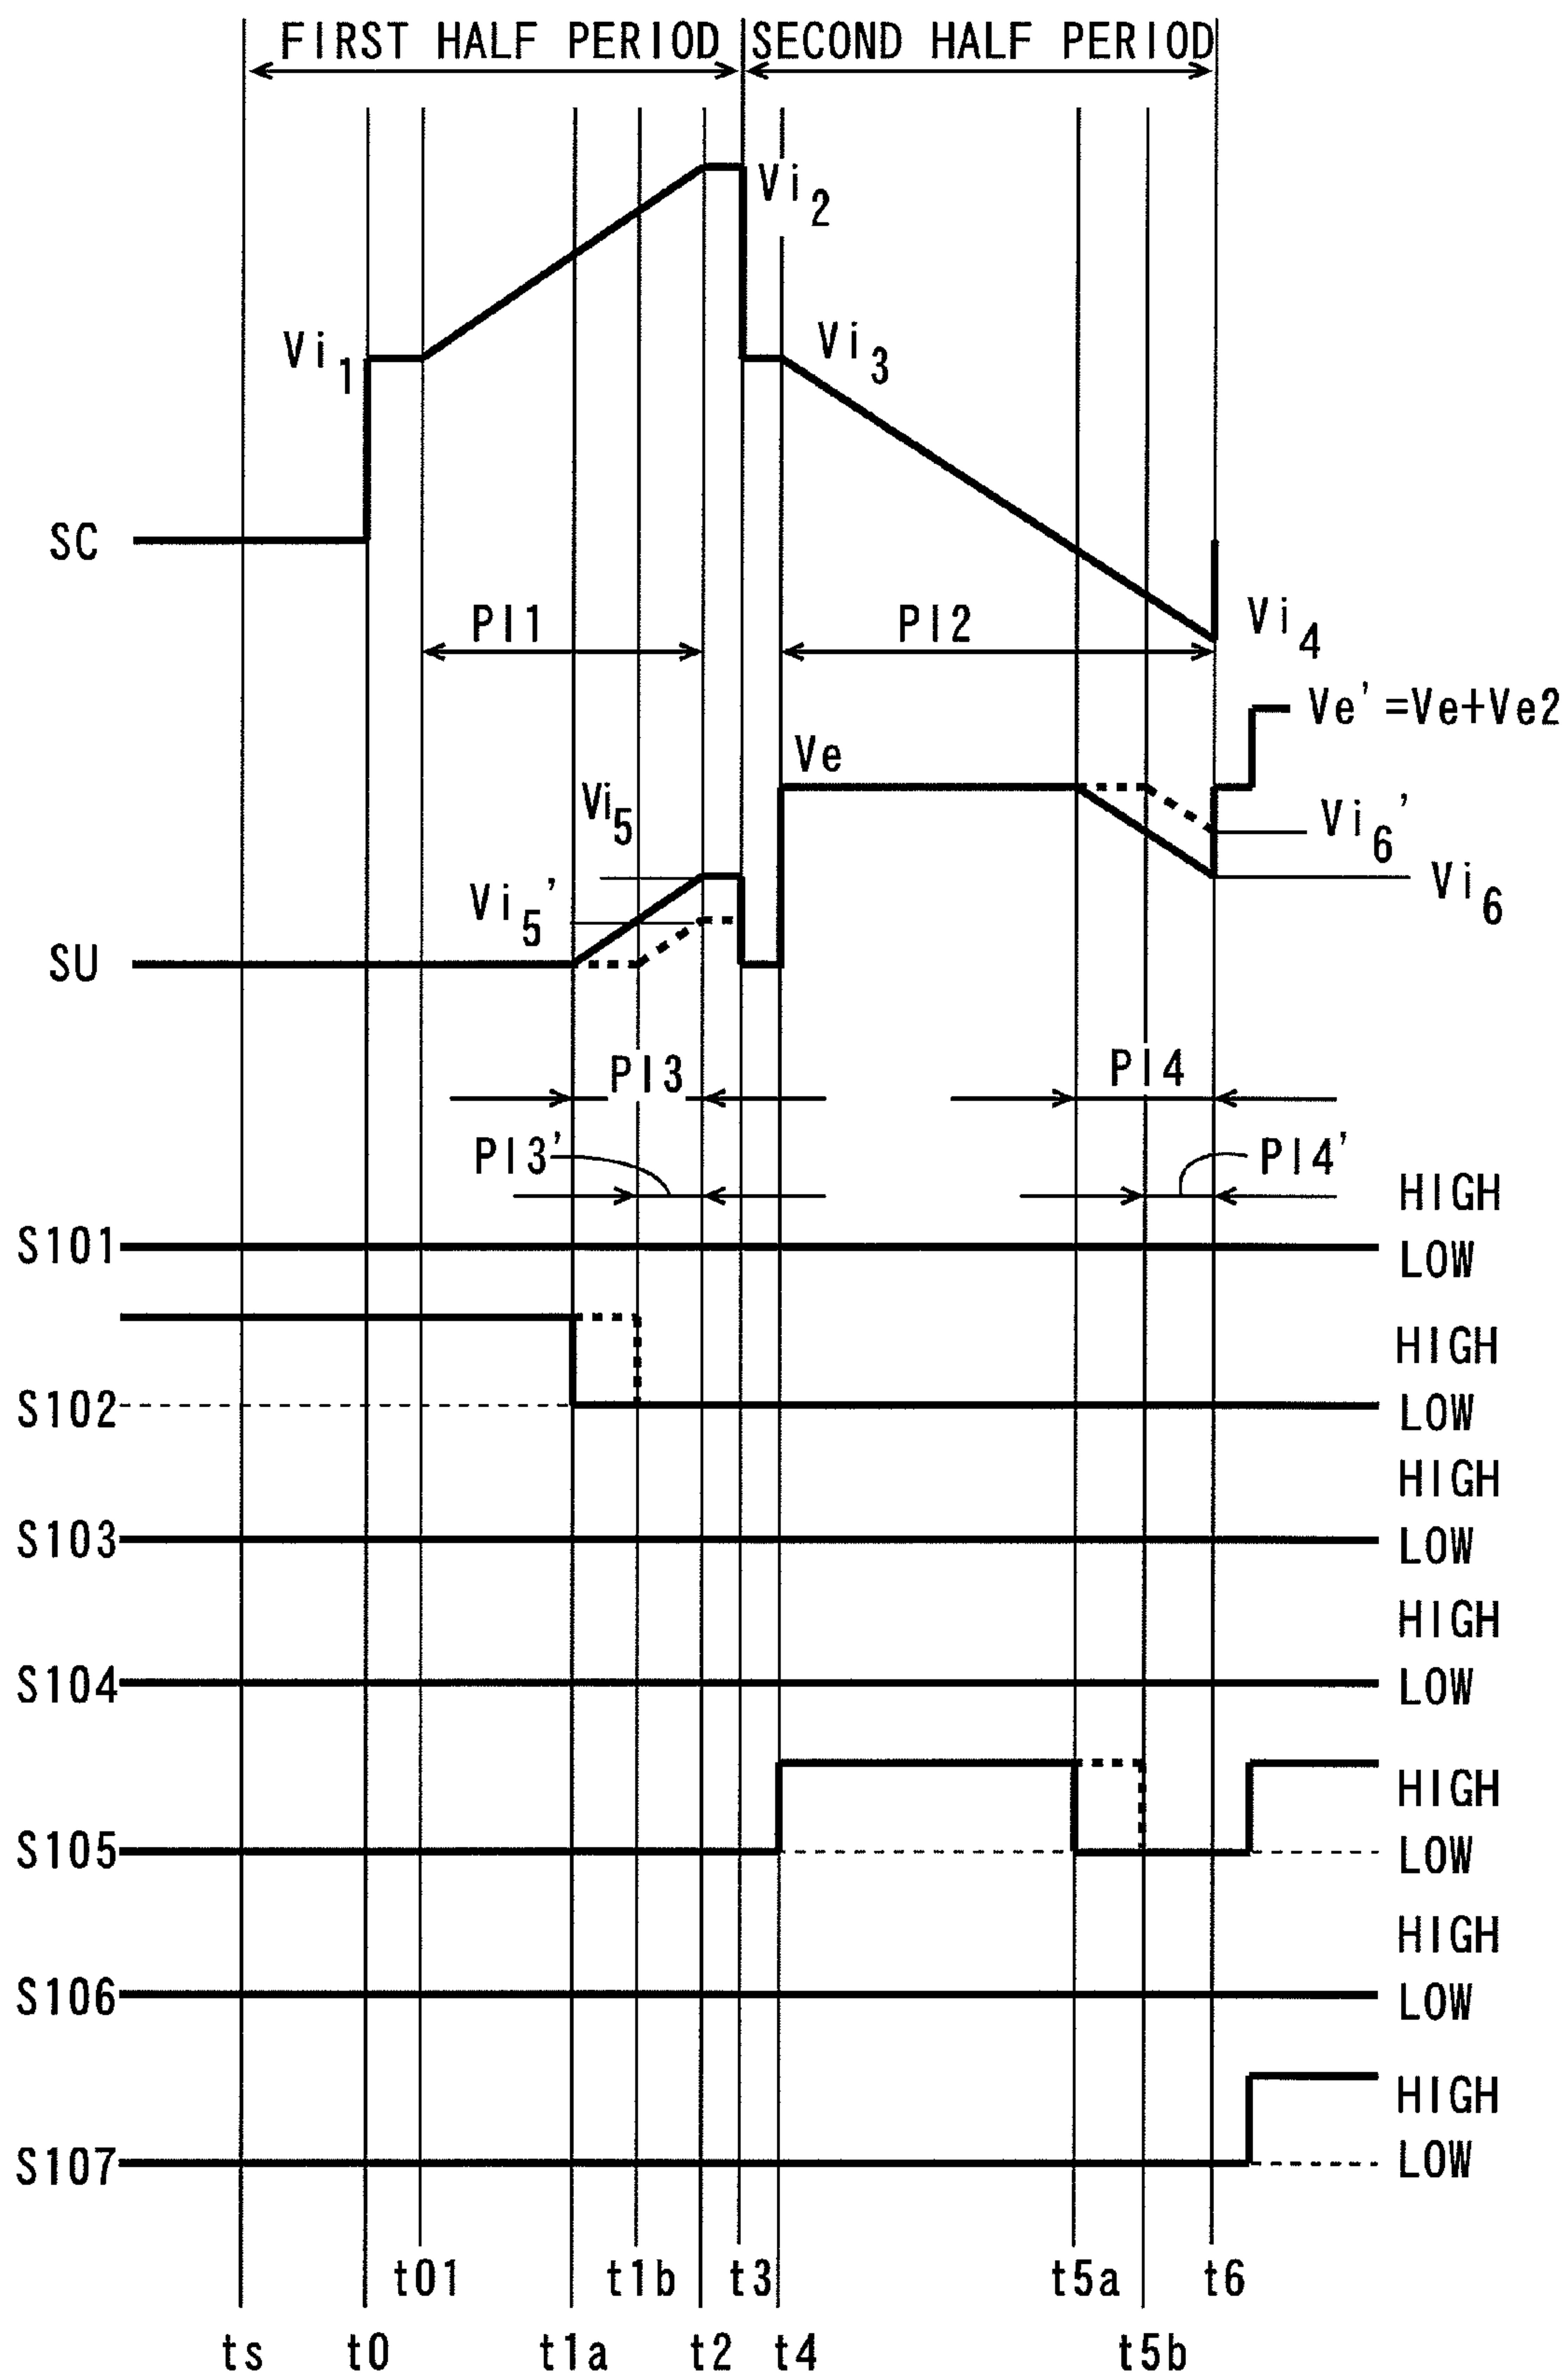 FIRST HALF PERIOD SECOND HALF PERIOD
Vi2
Vi1 Vi3
SC
PI1 PI2 Vi4
Ve'=Ve+Ve2
Ve
Vi5 Vi6'
Vi5' Vi6
SU
PI3 PI4
PI3' PI4'
HIGH
S101 LOW
HIGH
S102 LOW
HIGH
S103 LOW
HIGH
S104 LOW
HIGH
S105 LOW
HIGH
S106 LOW
HIGH
S107 LOW
t01 t1b t3 t5a t6
ts t0 t1a t2 t4 t5b